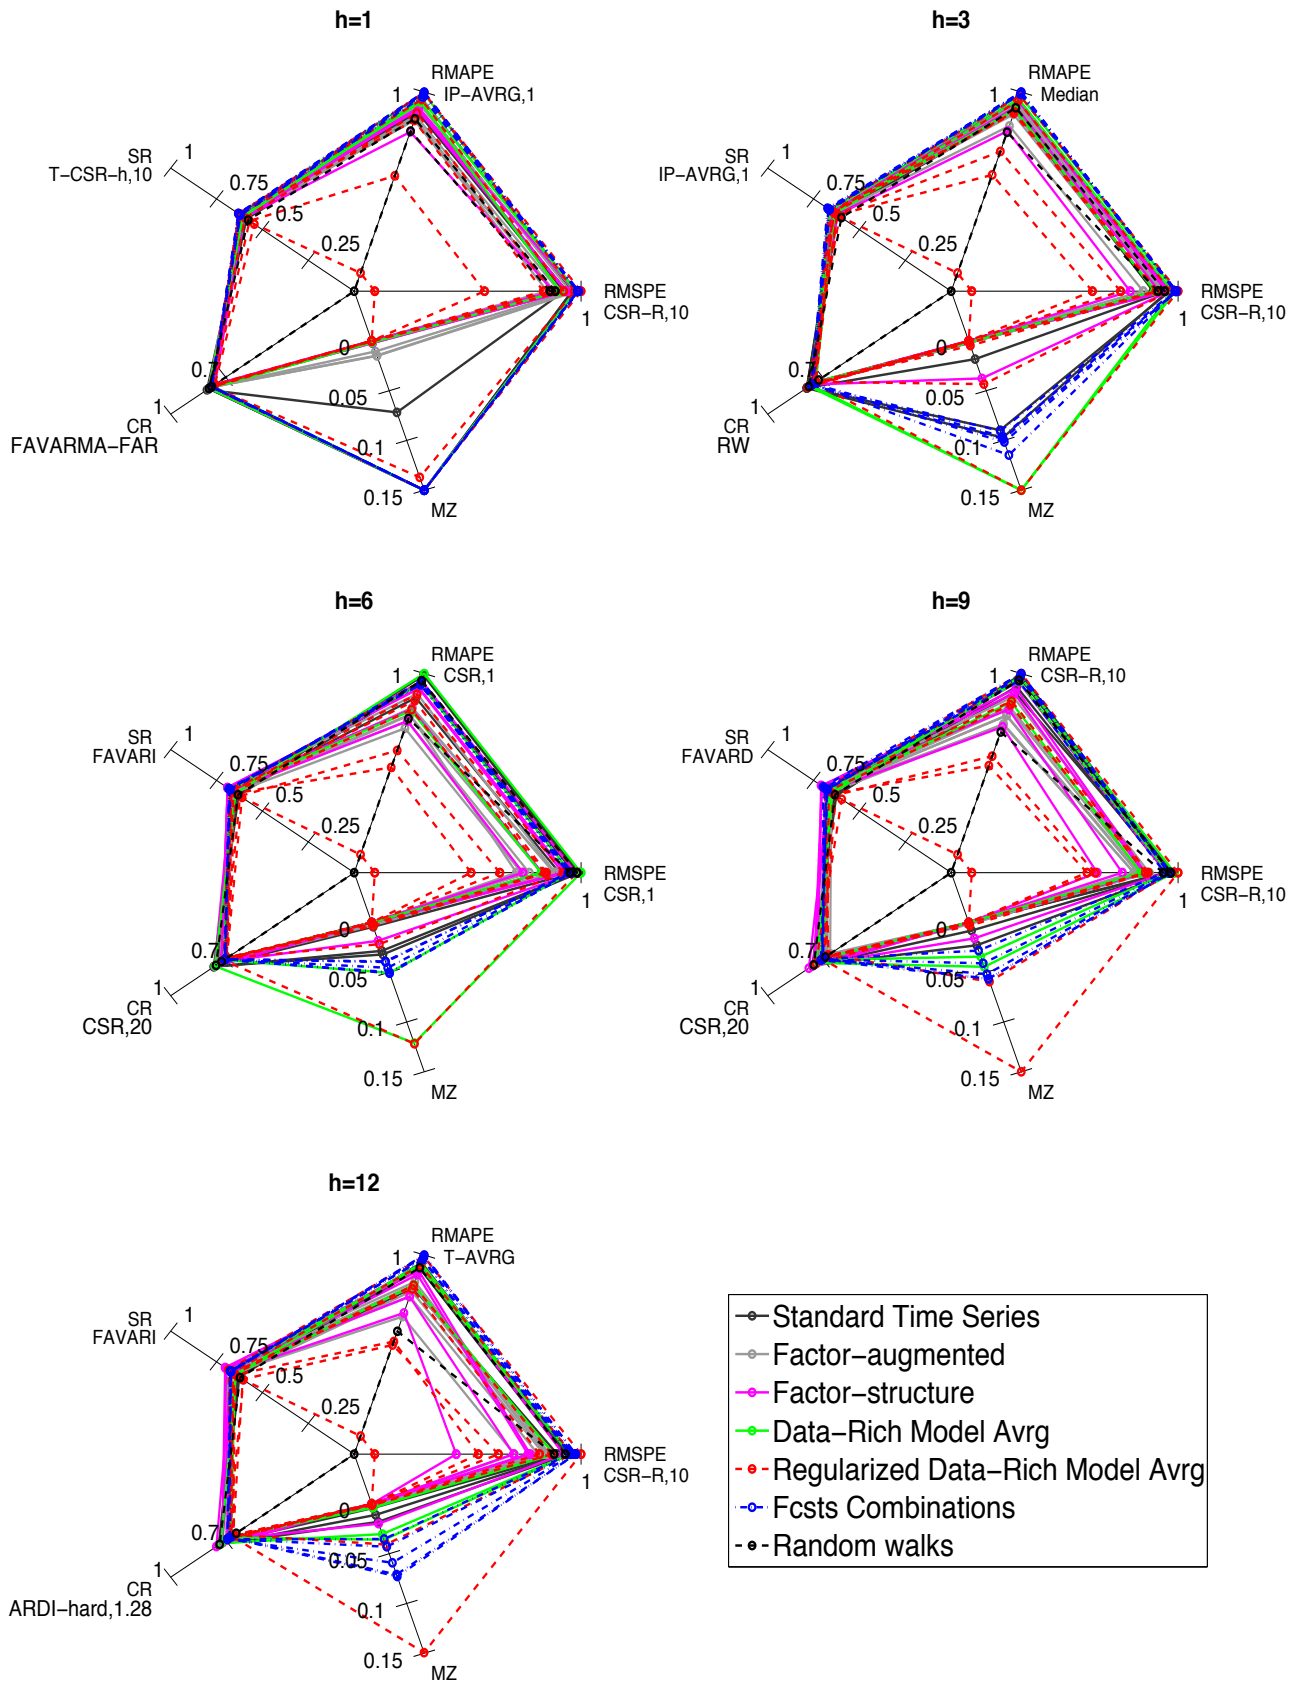 h=1
RMAPE
1 IP−AVRG,1
SR 1
T−CSR−h,10
0.75
0.5
0.25
RMSPE
CSR−R,10
1
0
0.7
0.05
1
CR
FAVARMA−FAR
0.1
0.15
MZ
h=3
RMAPE
1 Median
SR 1
IP−AVRG,1
0.75
0.5
0.25
RMSPE
CSR−R,10
1
0
0.7
0.05
1
CR
RW
0.1
0.15
MZ
h=6
RMAPE
1 CSR,1
SR 1
FAVARI
0.75
0.5
0.25
RMSPE
CSR,1
1
0
0.7
0.05
1
CR
CSR,20
0.1
0.15
MZ
h=9
RMAPE
1 CSR−R,10
SR 1
FAVARD
0.75
0.5
0.25
RMSPE
CSR−R,10
1
0
0.7
0.05
1
CR
CSR,20
0.1
0.15
MZ
h=12
RMAPE
1 T−AVRG
SR 1
FAVARI
0.75
0.5
0.25
RMSPE
CSR−R,10
1
0
0.7
0.05
1
CR
ARDI−hard,1.28
0.1
0.15
MZ
Standard Time Series
Factor−augmented
Factor−structure
Data−Rich Model Avrg
Regularized Data−Rich Model Avrg
Fcsts Combinations
Random walks